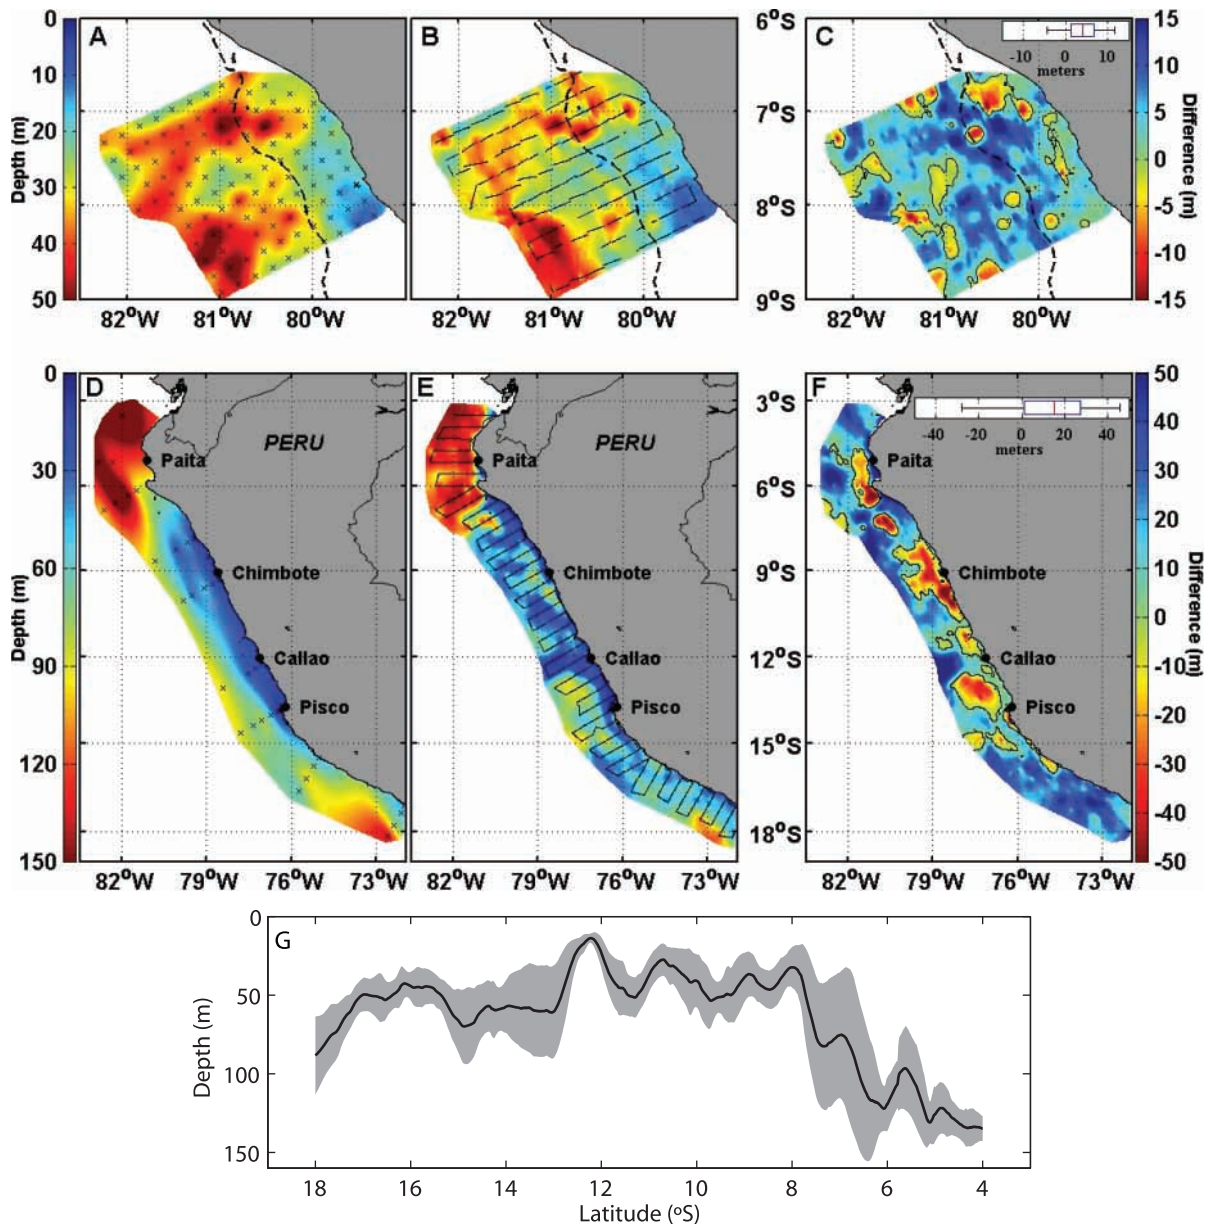 0
10
20
30
40
50
Depth (m)
A
82°W 81°W 80°W
B
82°W 81°W 80°W
6°S
7°S
8°S
9°S
C
-10 0 10
meters
82°W 81°W 80°W
15
10
5
0
-5
-10
-15
Difference (m)
0
30
60
90
120
150
Depth (m)
D
PERU
Paita
Chimbote
Callao
Pisco
82°W 79°W 76°W 73°W
E
PERU
Paita
Chimbote
Callao
Pisco
82°W 79°W 76°W 73°W
3°S
6°S
9°S
12°S
15°S
18°S
F
-40 -20 0 20 40
meters
Paita
Chimbote
Callao
Pisco
82°W 79°W 76°W 73°W
50
40
30
20
10
0
-10
-20
-30
-40
-50
Difference (m)
G
0
50
100
150
Depth (m)
18 16 14 12 10 8 6 4
Latitude (ºS)